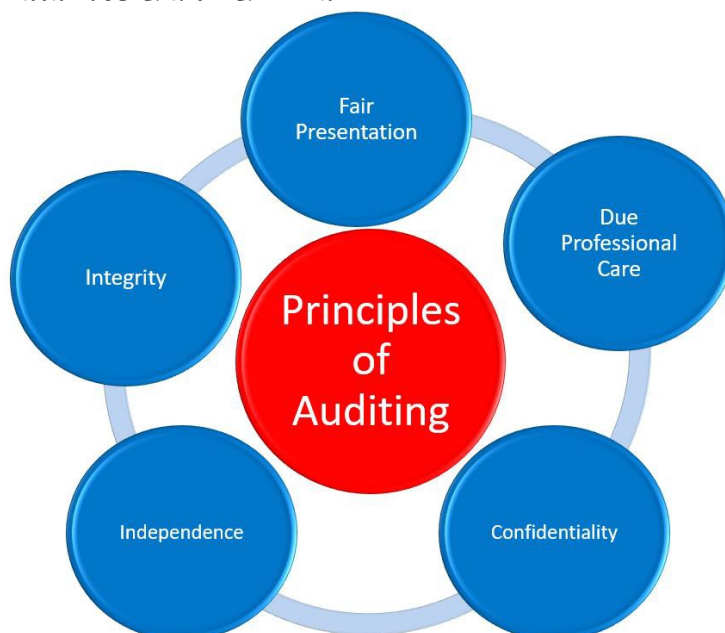 Fair
Presentation
Due
Professional
Care
Integrity
Principles
of
Auditing
Independence
Confidentiality